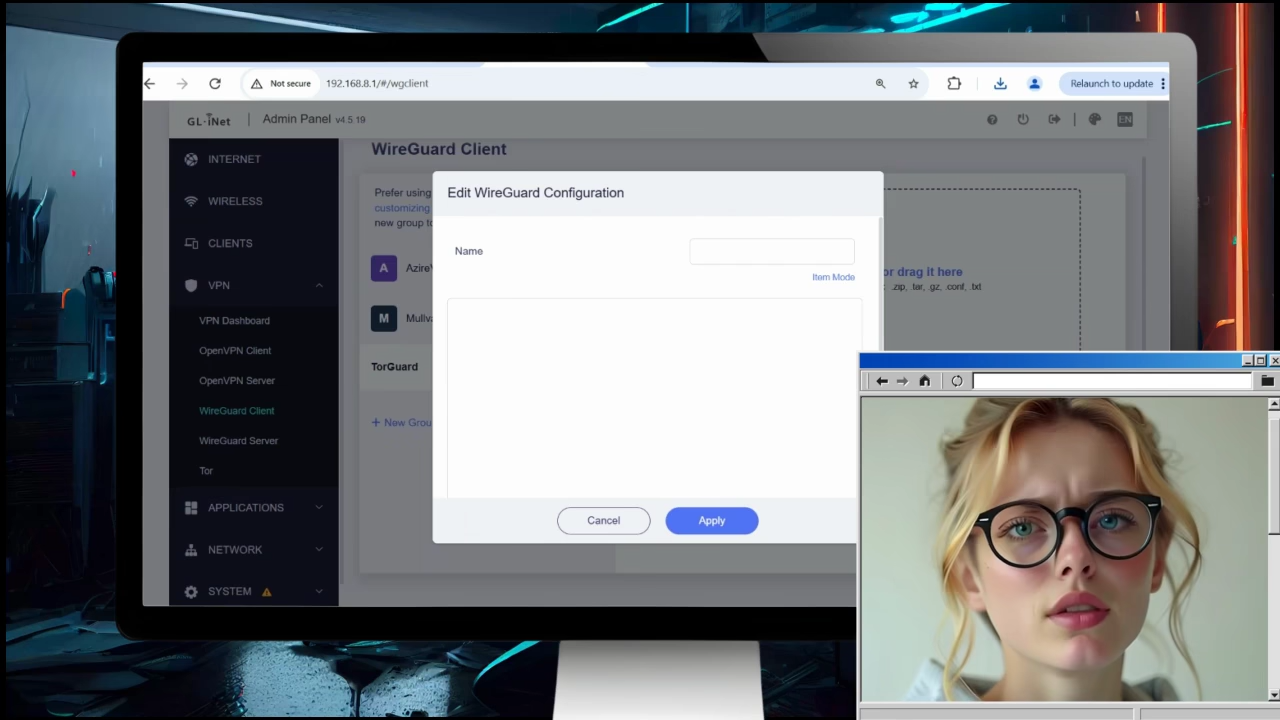 Not secure
192.168.8.1/#/wgclient
Relaunch to update
GL·iNet
Admin Panel v4.5.19
EN
INTERNET
WIRELESS
CLIENTS
VPN
VPN Dashboard
OpenVPN Client
OpenVPN Server
WireGuard Client
WireGuard Server
Tor
APPLICATIONS
NETWORK
SYSTEM
WireGuard Client
Prefer using
customizing
new group to
A
M
TorGuard
+ New Grou
Edit WireGuard Configuration
Name
Item Mode
Cancel
Apply
or drag it here
.zip, .tar, .gz, .conf, .txt